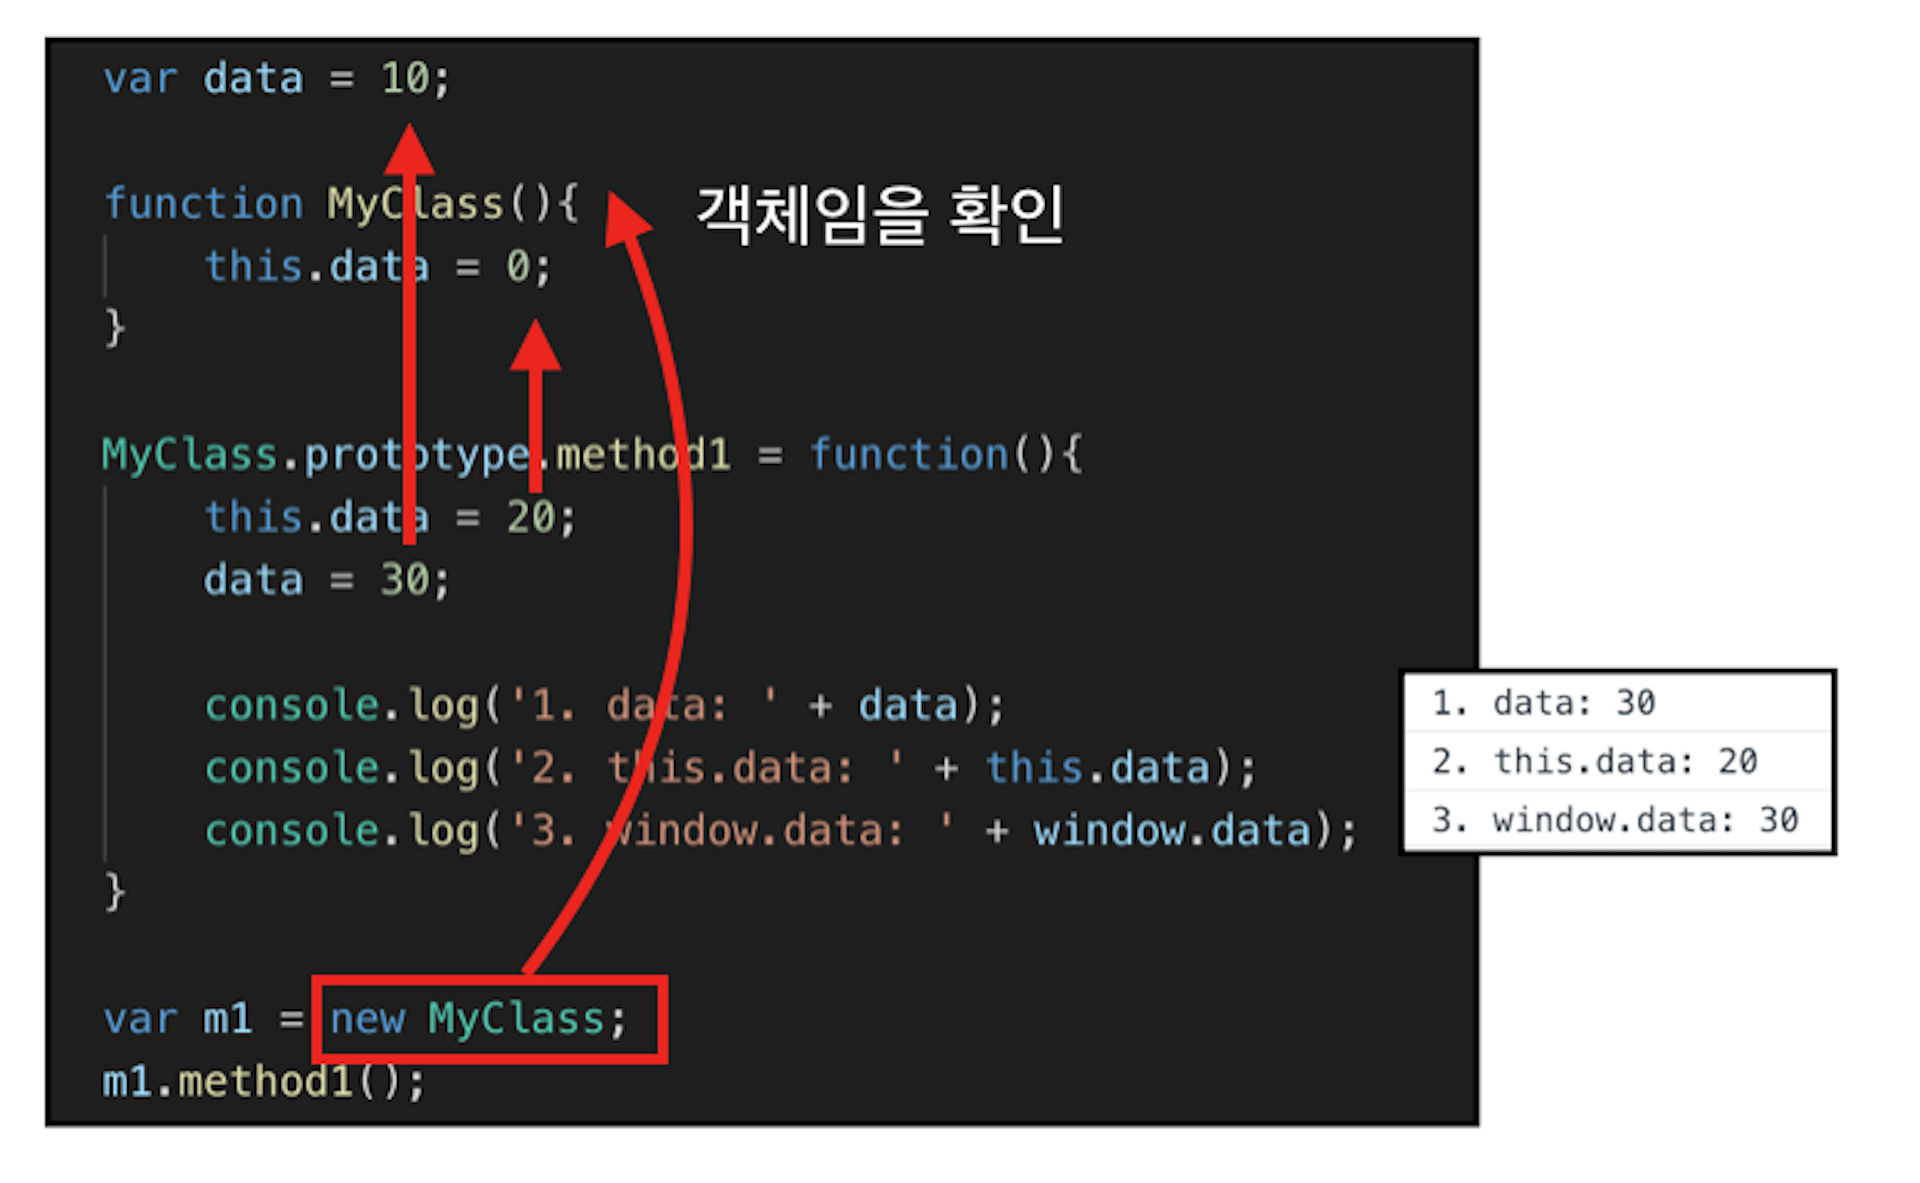 var data = 10;
function MyClass(){
객체임을 확인
this.data = 0;
}
MyClass.prototype.method1 = function(){
this.data = 20;
data = 30;
console.log('1. data: ' + data);
console.log('2. this.data: ' + this.data);
console.log('3. window.data: ' + window.data);
}
var m1 = new MyClass;
m1.method1();
1. data: 30
2. this.data: 20
3. window.data: 30